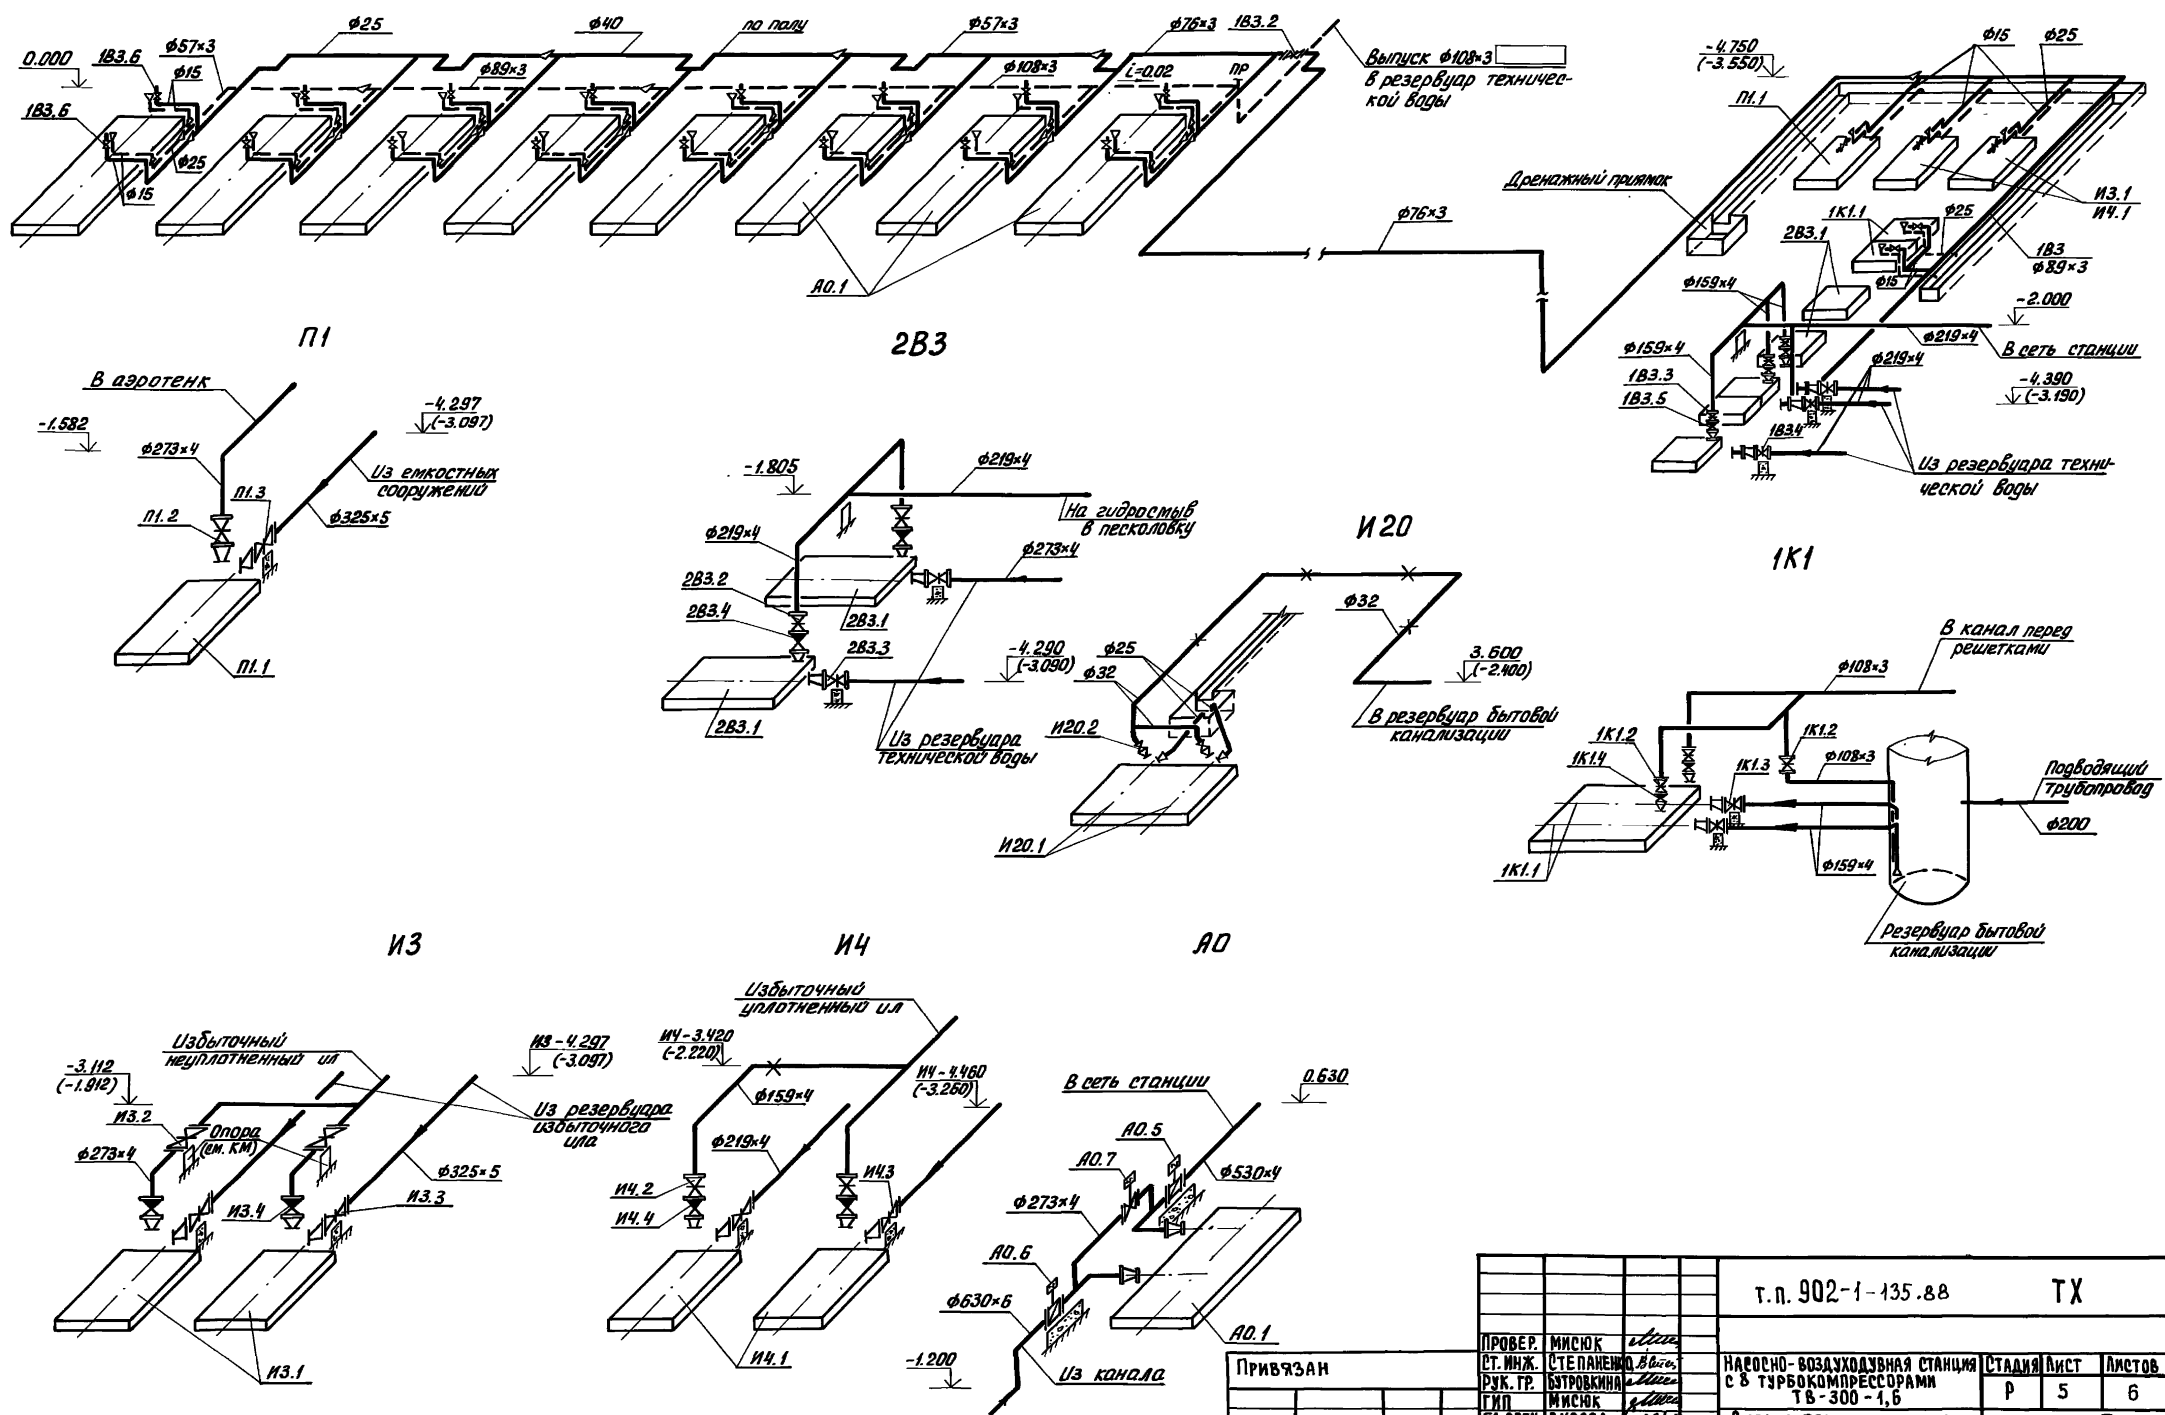 0.000
1В3.6
ф57×3
ф15
ф25
ф40
по полу
ф57×3
ф76×3
1В3.2
ф89×3
ф108×3
i=0.02
ПР
Выпуск ф108×3
в резервуар техничес-
кой воды
1В3.6
ф25
ф15
А0.1
ф76×3
-4.750
(-3.550)
ф15
ф25
П1.1
Дренажный приямок
И3.1
И4.1
1К1.1
ф25
2В3.1
1В3
ф89×3
ф15
ф159×4
-2.000
ф219×4
В сеть станции
ф159×4
ф219×4
1В3.3
1В3.5
-4.390
(-3.190)
1В3.4
Из резервуара техни-
ческой воды
П1
В аэротенк
-1.582
-4.297
(-3.097)
ф273×4
Из емкостных
сооружений
П1.3
П1.2
ф325×5
П1.1
2В3
-1.805
ф219×4
На гидросмыв
в песколовку
ф219×4
ф273×4
2В3.2
2В3.4
2В3.1
2В3.3
-4.290
(-3.090)
2В3.1
Из резервуара
технической воды
И20
ф32
ф25
ф32
3.600
(-2.400)
И20.2
В резервуар бытовой
канализации
И20.1
1К1
В канал перед
решетками
ф108×3
1К1.2
1К1.2
1К1.4
1К1.3
ф108×3
Подводящий
трубопровод
ф200
ф159×4
1К1.1
Резервуар бытовой
канализации
И3
Избыточный
неуплотненный ил
И3-4.297
(-3.097)
-3.112
(-1.912)
И3.2
Опора
(см. КМ)
Из резервуара
избыточного
ила
ф273×4
ф325×5
И3.4
И3.3
И3.1
И4
Избыточный
уплотненный ил
И4-3.420
(-2.220)
И4-4.460
(-3.260)
ф159×4
ф219×4
И4.2
И4.3
И4.4
И4.1
А0
В сеть станции
0.630
А0.5
А0.7
ф530×4
ф273×4
А0.6
ф630×6
А0.1
-1.200
Из канала
т.п. 902-1-135.88 ТХ
ПРОВЕР. МИСЮК
СТ. ИНЖ. СТЕПАНЕНКО
РУК. ГР. БУТРОВКИНА
ГИП МИСЮК
ПРИВЯЗАН
НАСОСНО-ВОЗДУХОДУВНАЯ СТАНЦИЯ
С 8 ТУРБОКОМПРЕССОРАМИ
ТВ-300-1,6
СТАДИЯ ЛИСТ ЛИСТОВ
Р 5 6